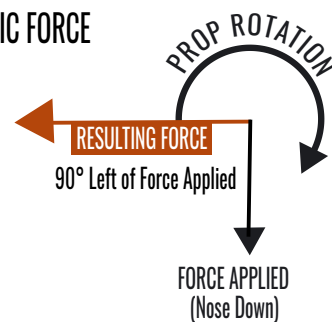 IC FORCE
PROP ROTATION
RESULTING FORCE
90° Left of Force Applied
FORCE APPLIED
(Nose Down)